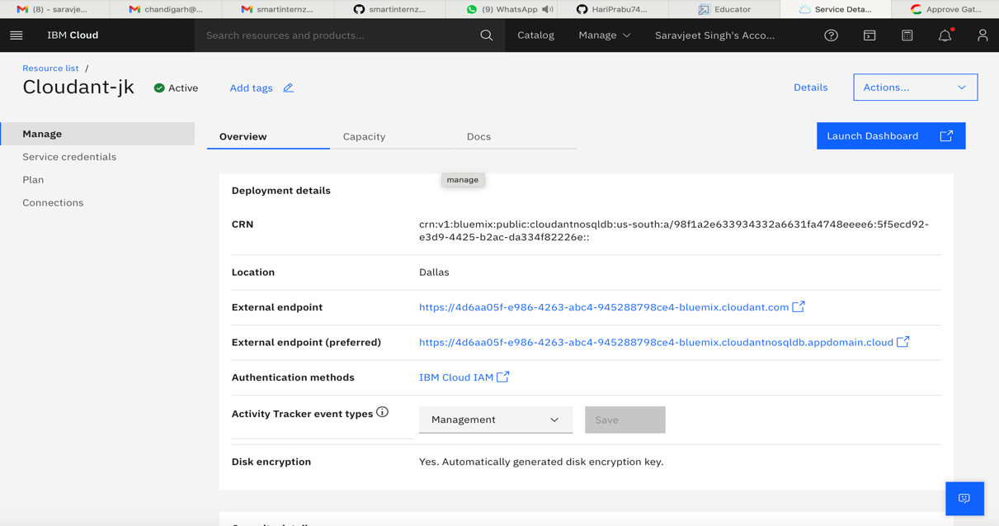 (8) - saravje...
chandigarh@...
smartinternz...
smartinternz...
(9) WhatsApp
HariPrabu74...
Educator
Service Deta...
Approve Gat...
IBM Cloud
Search resources and products...
Catalog
Manage
Saravjeet Singh's Acco...
Resource list /
Cloudant-jk
Active
Add tags
Details
Actions...
Manage
Service credentials
Plan
Connections
Overview
Capacity
Docs
Launch Dashboard
manage
Deployment details
CRN
crn:v1:bluemix:public:cloudantnosqldb:us-south:a/98f1a2e633934332a6631fa4748eeee6:5f5ecd92-
e3d9-4425-b2ac-da334f82226e::
Location
Dallas
External endpoint
https://4d6aa05f-e986-4263-abc4-945288798ce4-bluemix.cloudant.com
External endpoint (preferred)
https://4d6aa05f-e986-4263-abc4-945288798ce4-bluemix.cloudantnosqldb.appdomain.cloud
Authentication methods
IBM Cloud IAM
Activity Tracker event types
Management
Save
Disk encryption
Yes. Automatically generated disk encryption key.